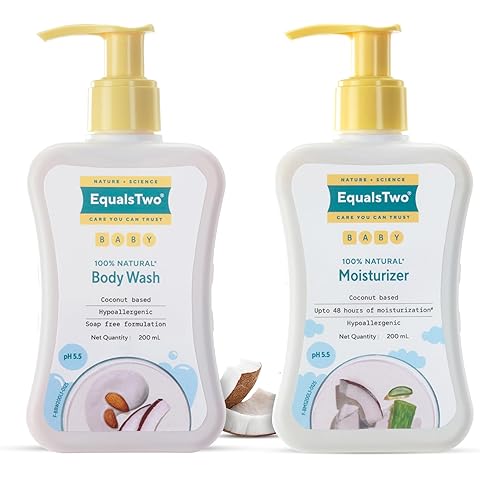 NATURE + SCIENCE
EqualsTwo®
CARE YOU CAN TRUST
BABY
100% NATURAL*
Body Wash
Coconut based
Hypoallergenic
Soap free formulation
Net Quantity: 200 mL
pH 5.5
NATURE + SCIENCE
EqualsTwo®
CARE YOU CAN TRUST
BABY
100% NATURAL*
Moisturizer
Coconut based
Upto 48 hours of moisturization*
Hypoallergenic
Net Quantity: 200 mL
pH 5.5